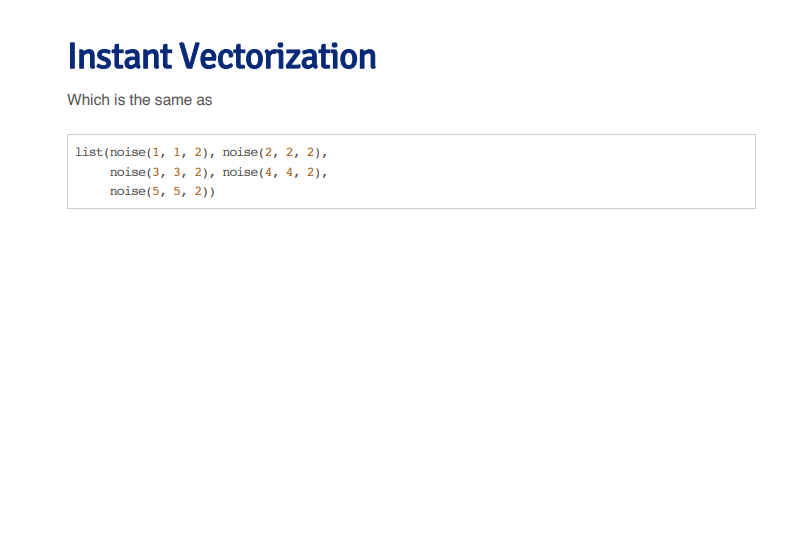 Instant Vectorization
Which is the same as
list(noise(1, 1, 2), noise(2, 2, 2),
     noise(3, 3, 2), noise(4, 4, 2),
     noise(5, 5, 2))